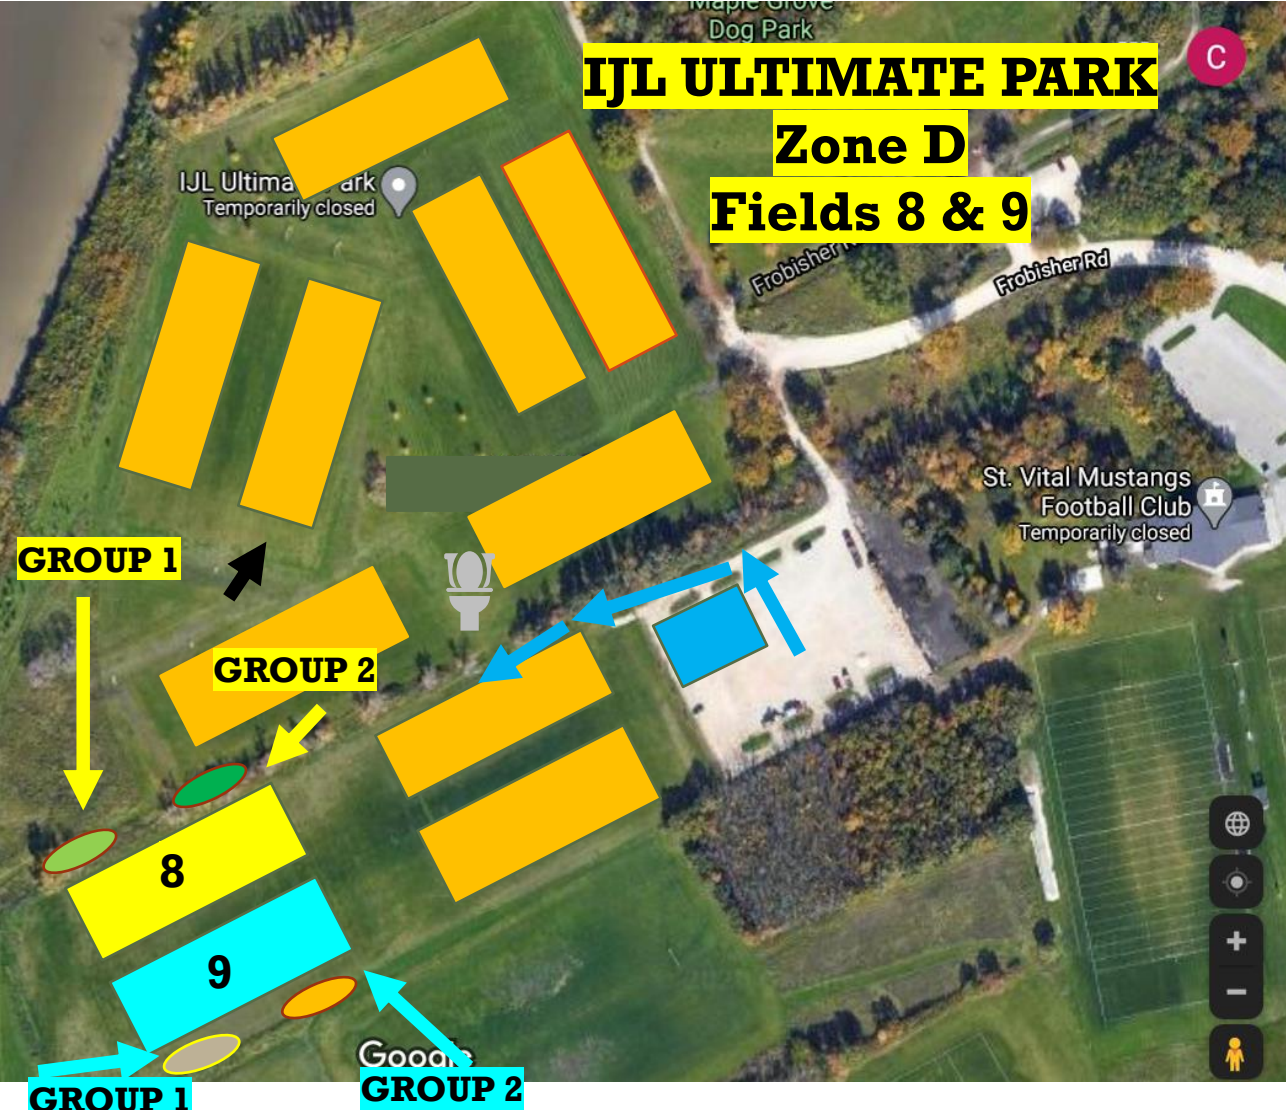 Maple Grove
Dog Park
IJL ULTIMATE PARK
Zone D
Fields 8 & 9
C
IJL Ultima ark
Temporarily closed
Frobisher
Frobisher Rd
St. Vital Mustangs
Football Club
Temporarily closed
GROUP 1
GROUP 2
8
9
Google
GROUP 1
GROUP 2